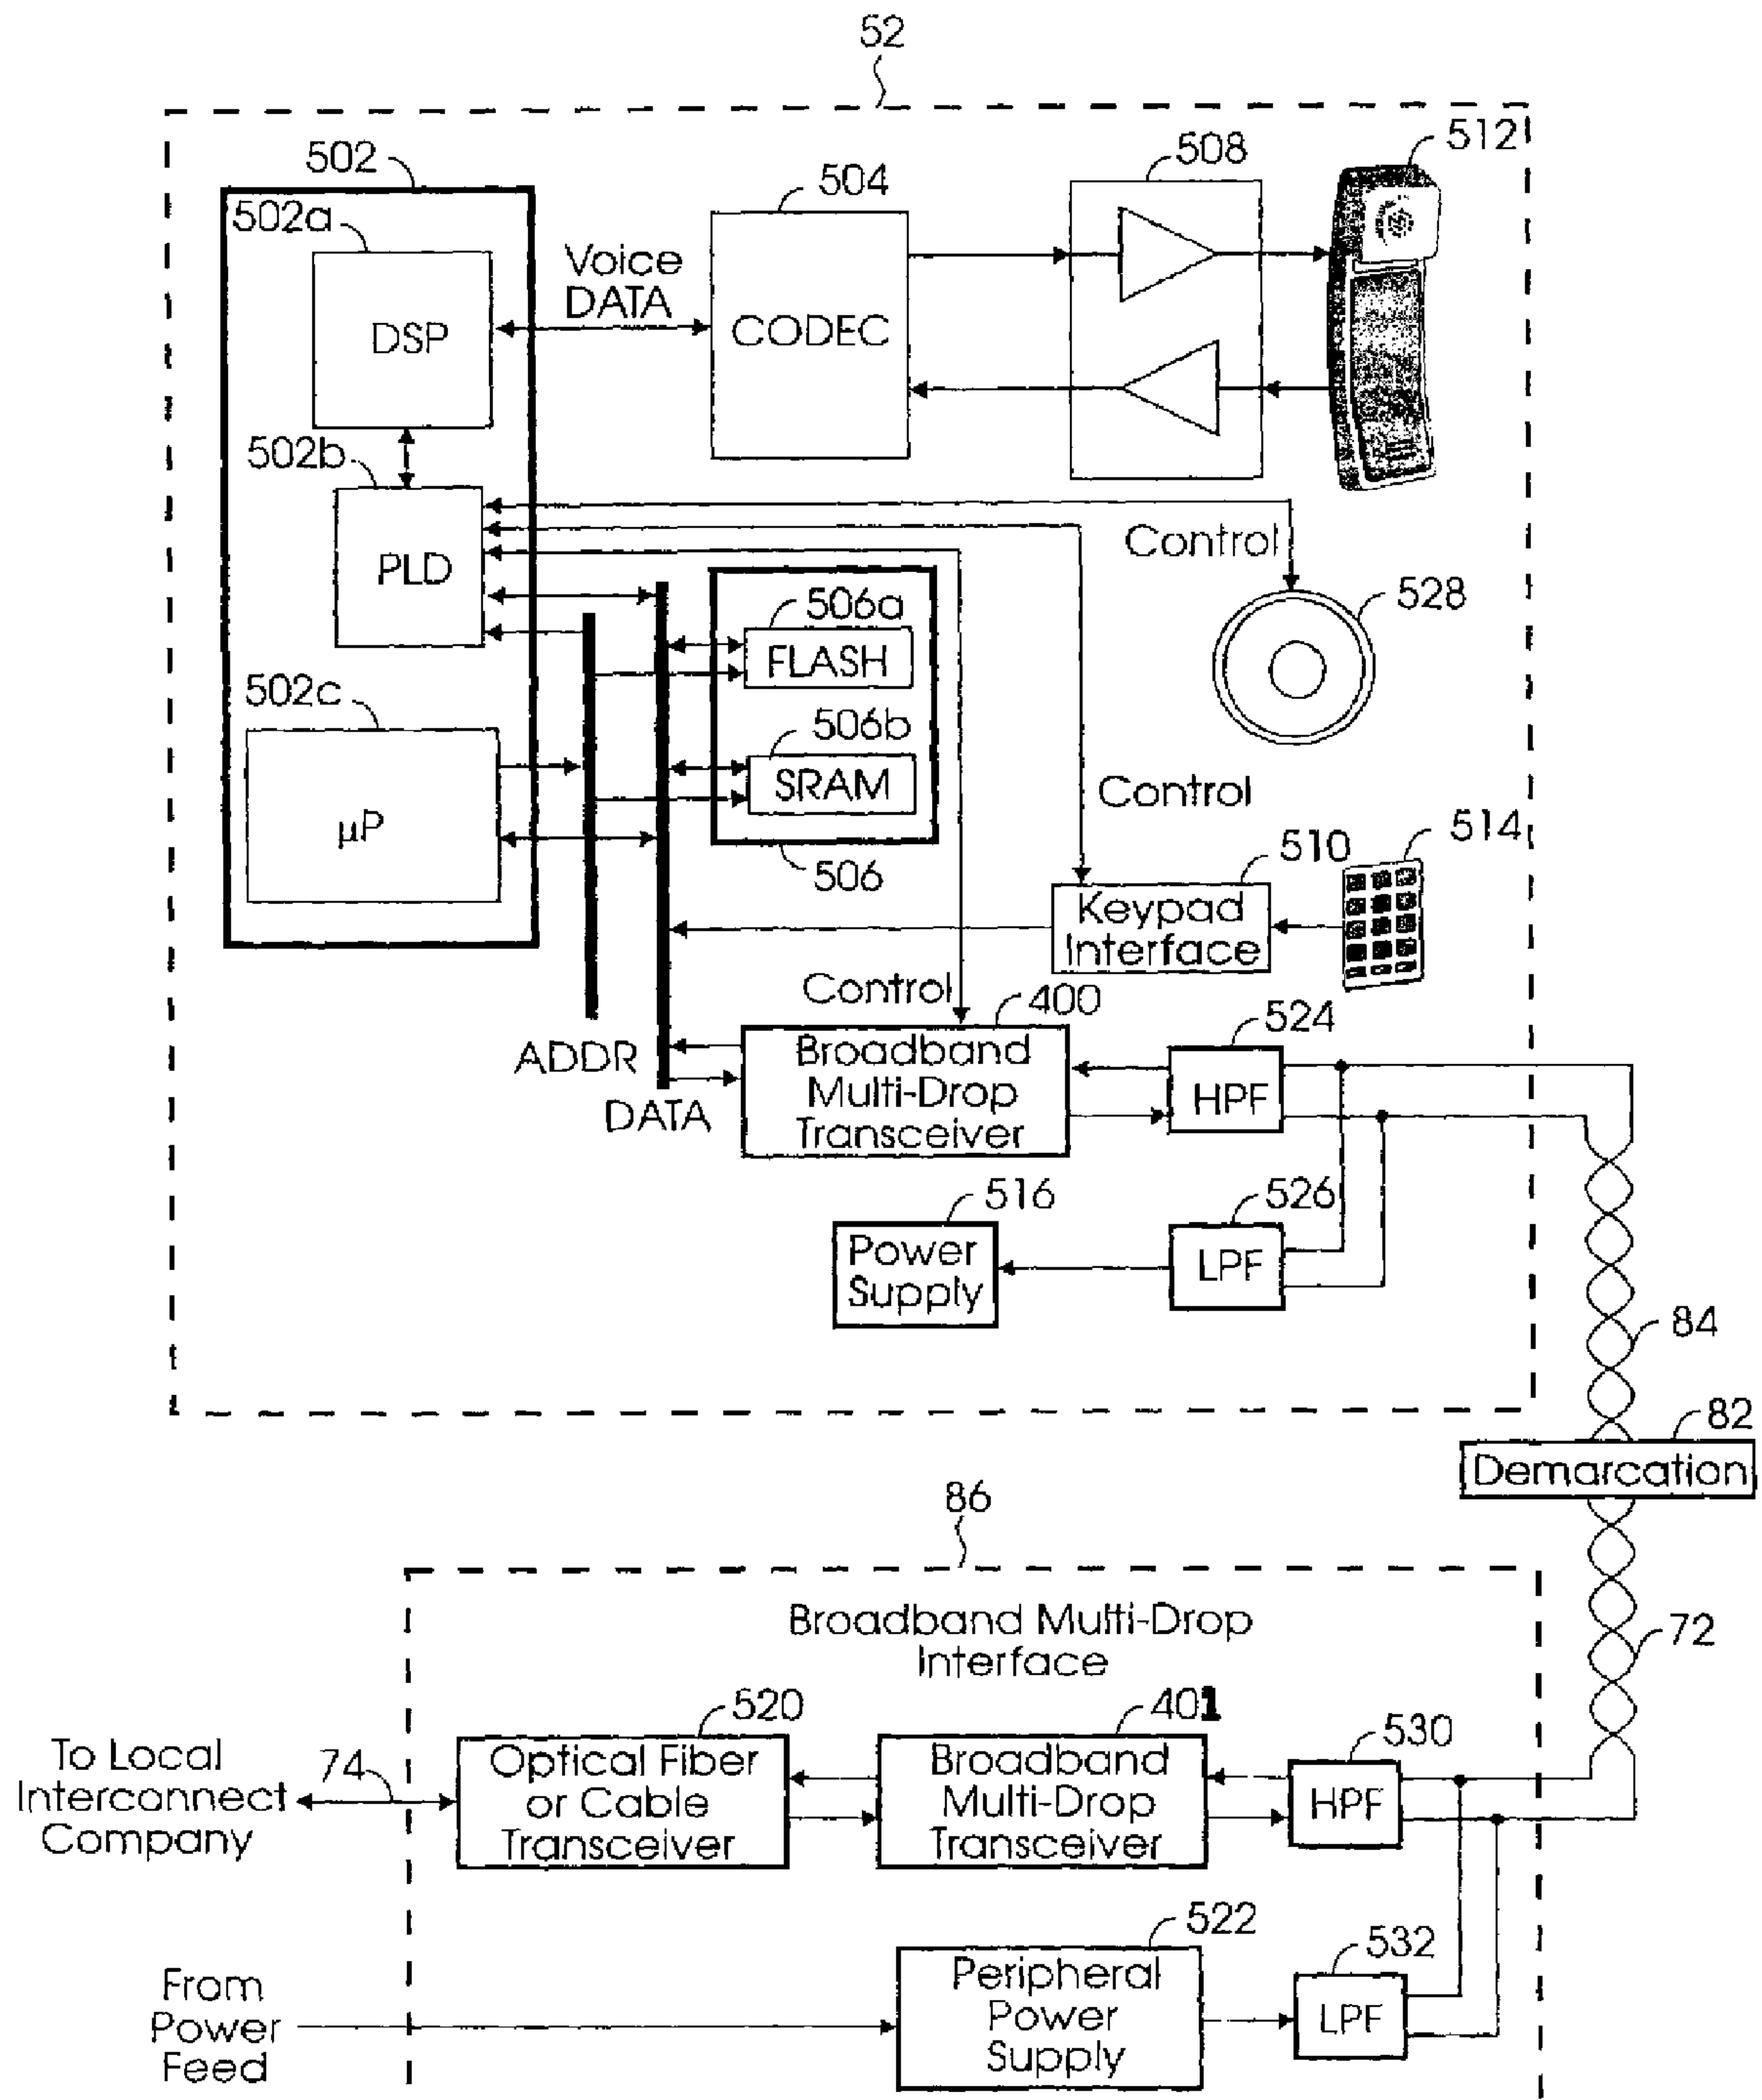 52
502
504
508
512
502a
Voice
DATA
DSP
CODEC
502b
PLD
Control
528
506a
FLASH
502c
506b
SRAM
µP
Control
506
510
514
Keypad
Interface
Control
400
524
ADDR
DATA
Broadband
Multi-Drop
Transceiver
HPF
516
526
Power
Supply
LPF
84
82
Demarcation
86
Broadband Multi-Drop
Interface
72
520
401
530
To Local
Interconnect
Company
74
Optical Fiber
or Cable
Transceiver
Broadband
Multi-Drop
Transceiver
HPF
522
532
From
Power
Feed
Peripheral
Power
Supply
LPF